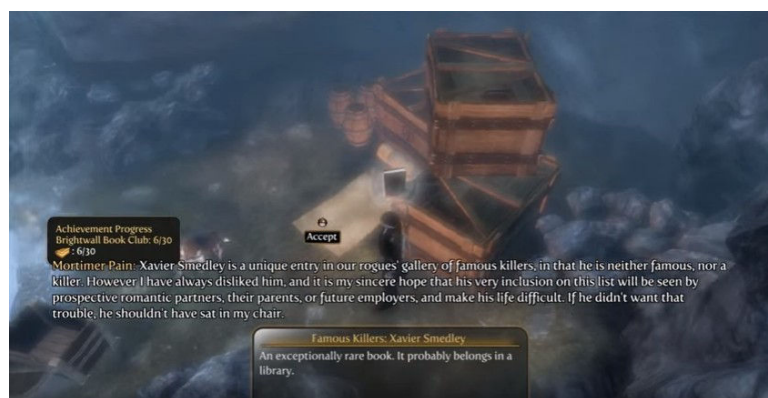 Achievement Progress
Brightwall Book Club: 6/30
: 6/30
Accept
Mortimer Pain: Xavier Smedley is a unique entry in our rogues' gallery of famous killers, in that he is neither famous, nor a
killer. However I have always disliked him, and it is my sincere hope that his very inclusion on this list will be seen by
prospective romantic partners, their parents, or future employers, and make his life difficult. If he didn't want that
trouble, he shouldn't have sat in my chair.
Famous Killers: Xavier Smedley
An exceptionally rare book. It probably belongs in a
library.